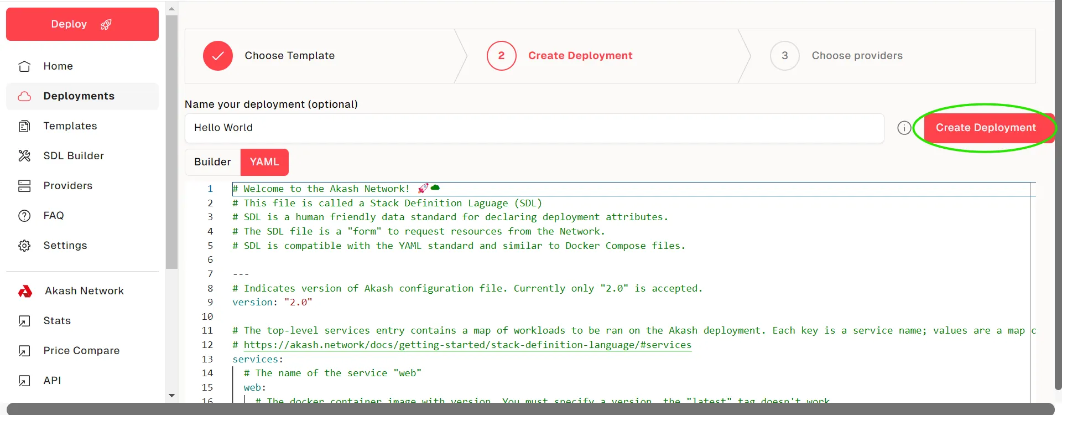 Deploy
Home
Deployments
Templates
SDL Builder
Providers
FAQ
Settings
Akash Network
Stats
Price Compare
API
Choose Template
2 Create Deployment
3 Choose providers
Name your deployment (optional)
Hello World
Create Deployment
Builder YAML
1 # Welcome to the Akash Network! 🚀☁
2 # This file is called a Stack Definition Laguage (SDL)
3 # SDL is a human friendly data standard for declaring deployment attributes.
4 # The SDL file is a "form" to request resources from the Network.
5 # SDL is compatible with the YAML standard and similar to Docker Compose files.
6
7 ---
8 # Indicates version of Akash configuration file. Currently only "2.0" is accepted.
9 version: "2.0"
10
11 # The top-level services entry contains a map of workloads to be ran on the Akash deployment. Each key is a service name; values are a map c
12 # https://akash.network/docs/getting-started/stack-definition-language/#services
13 services:
14 # The name of the service "web"
15 web:
16 # The docker container image with version. You must specify a version, the "latest" tag doesn't work